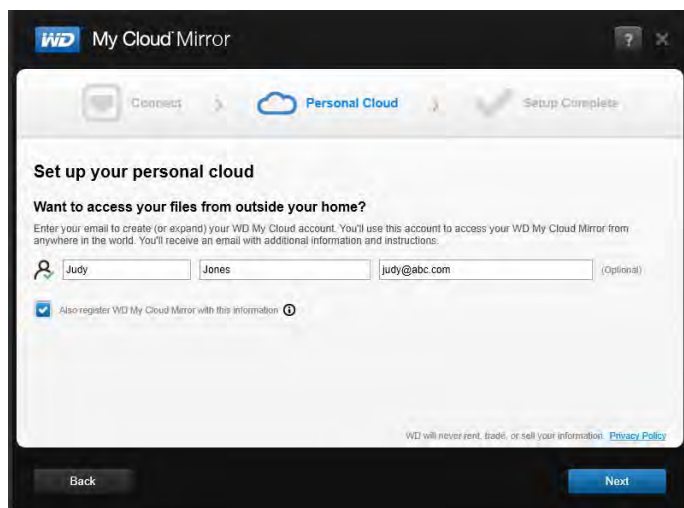 WD My Cloud Mirror ? ×
Connect Personal Cloud Setup Complete
Set up your personal cloud
Want to access your files from outside your home?
Enter your email to create (or expand) your WD My Cloud account. You'll use this account to access your WD My Cloud Mirror from
anywhere in the world. You'll receive an email with additional information and instructions.
Judy Jones judy@abc.com (Optional)
Also register WD My Cloud Mirror with this information
WD will never rent, trade, or sell your information. Privacy Policy
Back Next